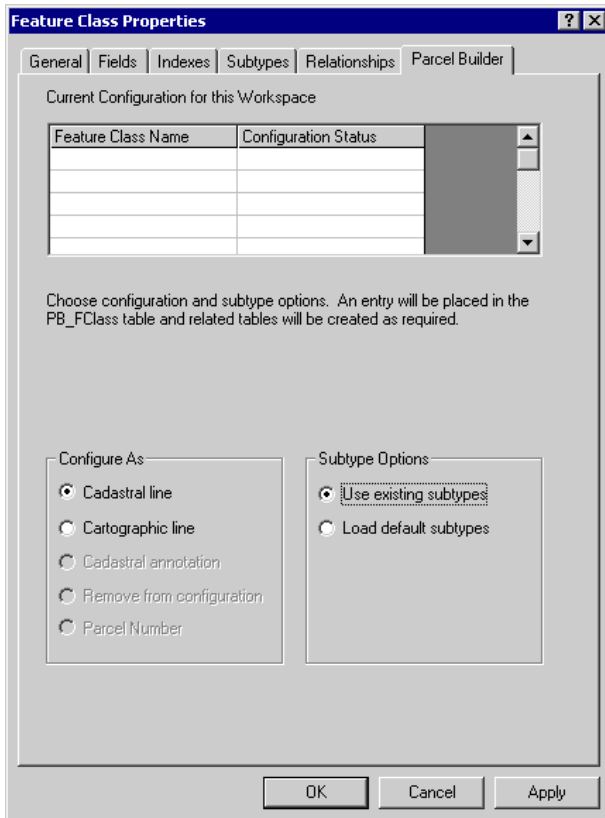 Feature Class Properties
General Fields Indexes Subtypes Relationships Parcel Builder
Current Configuration for this Workspace
Feature Class Name Configuration Status
Choose configuration and subtype options. An entry will be placed in the
PB_FClass table and related tables will be created as required.
Configure As
Cadastral line
Cartographic line
Cadastral annotation
Remove from configuration
Parcel Number
Subtype Options
Use existing subtypes
Load default subtypes
OK Cancel Apply